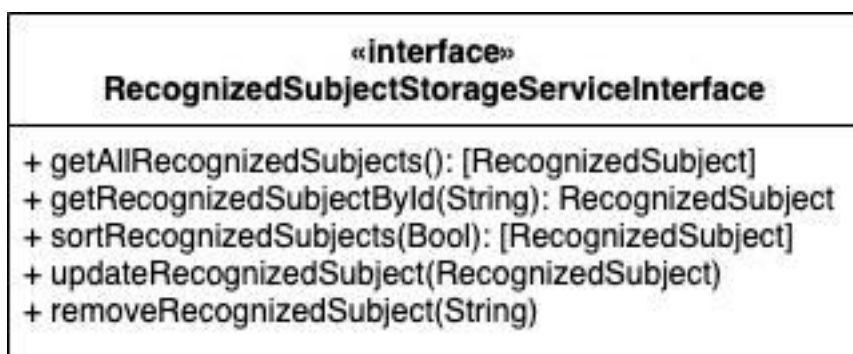 «interface»
RecognizedSubjectStorageServiceInterface
+ getAllRecognizedSubjects(): [RecognizedSubject]
+ getRecognizedSubjectById(String): RecognizedSubject
+ sortRecognizedSubjects(Bool): [RecognizedSubject]
+ updateRecognizedSubject(RecognizedSubject)
+ removeRecognizedSubject(String)